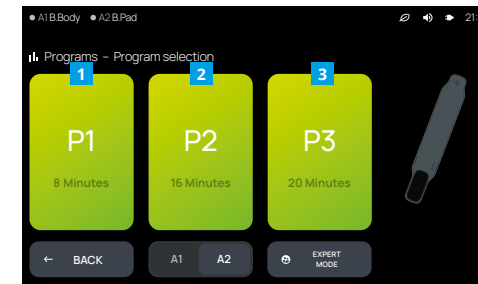 A1 B.Body A2 B.Pad
21:
Programs – Program selection
1 2 3
P1 P2 P3
8 Minutes 16 Minutes 20 Minutes
← BACK A1 A2 EXPERT
MODE